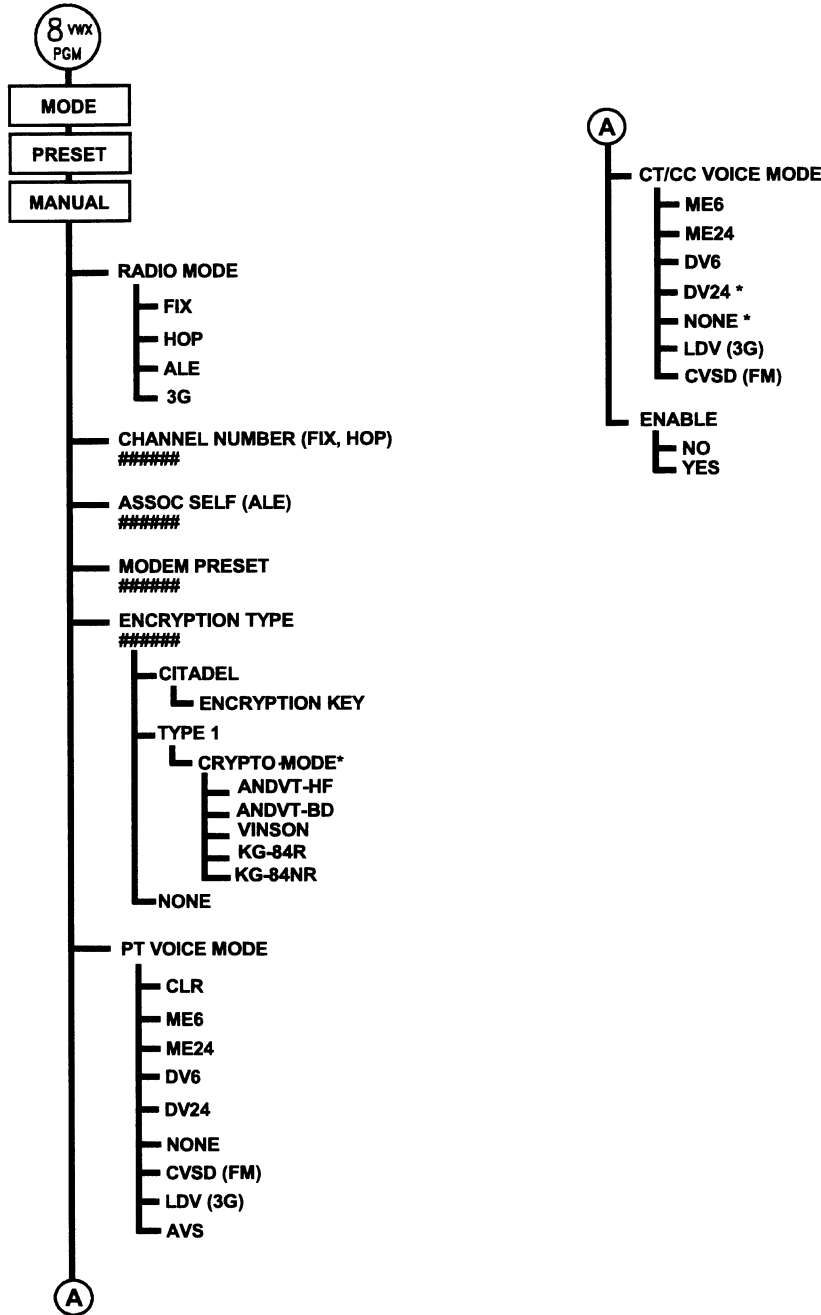 8 VWX
PGM
MODE
PRESET
MANUAL
RADIO MODE
FIX
HOP
ALE
3G
CHANNEL NUMBER (FIX, HOP)
######
ASSOC SELF (ALE)
######
MODEM PRESET
######
ENCRYPTION TYPE
######
CITADEL
ENCRYPTION KEY
TYPE 1
CRYPTO-MODE*
ANDVT-HF
ANDVT-BD
VINSON
KG-84R
KG-84NR
NONE
PT VOICE MODE
CLR
ME6
ME24
DV6
DV24
NONE
CVSD (FM)
LDV (3G)
AVS
A
A
CT/CC VOICE MODE
ME6
ME24
DV6
DV24 *
NONE *
LDV (3G)
CVSD (FM)
ENABLE
NO
YES